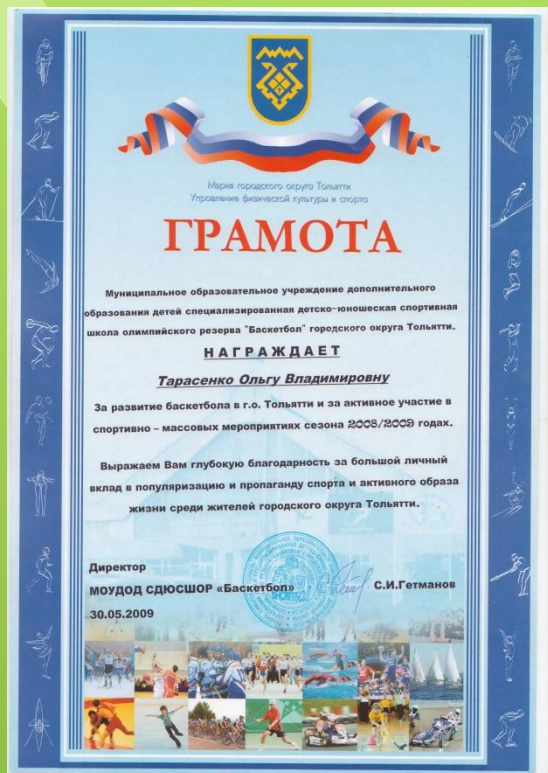 Мэрия городского округа Тольятти
Управление физической культуры и спорта
ГРАМОТА
Муниципальное образовательное учреждение дополнительного
образования детей специализированная детско-юношеская спортивная
школа олимпийского резерва "Баскетбол" городского округа Тольятти.
НАГРАЖДАЕТ
Тарасенко Ольгу Владимировну
За развитие баскетбола в г.о. Тольятти и за активное участие в
спортивно – массовых мероприятиях сезона 2008/2009 годах.
Выражаем Вам глубокую благодарность за большой личный
вклад в популяризацию и пропаганду спорта и активного образа
жизни среди жителей городского округа Тольятти.
Директор
МОУДОД СДЮСШОР «Баскетбол» С.И.Гетманов
30.05.2009